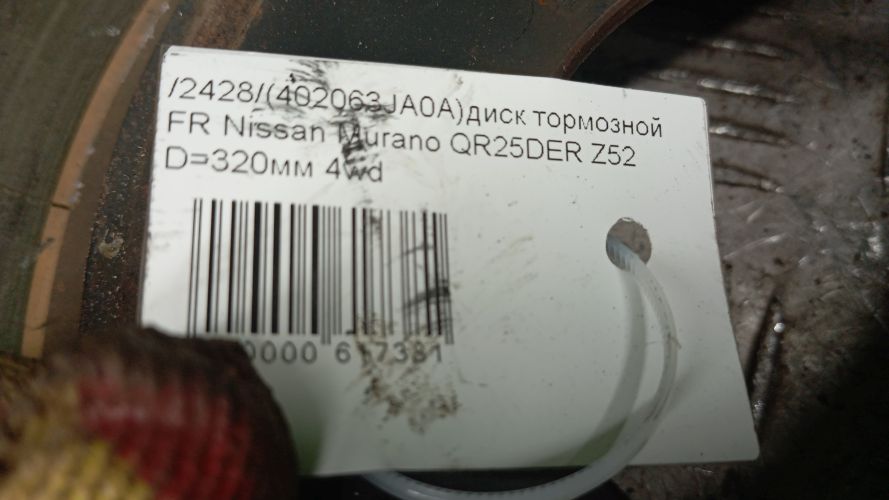 /2428/(402063JA0A)диск тормозной
FR Nissan Murano QR25DER Z52
D=320мм 4wd
0000 617381